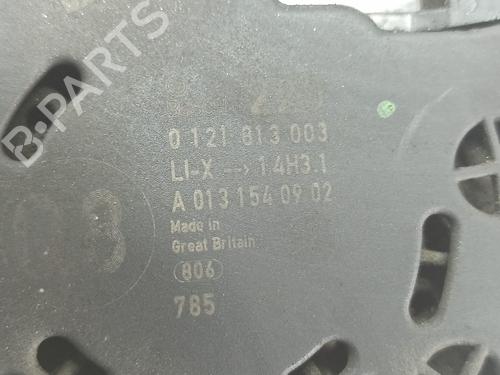 B-PARTS
0 121 813 003
LI-X --> 14H3.1
A 013 154 09 02
Made in
Great Britain
806
785